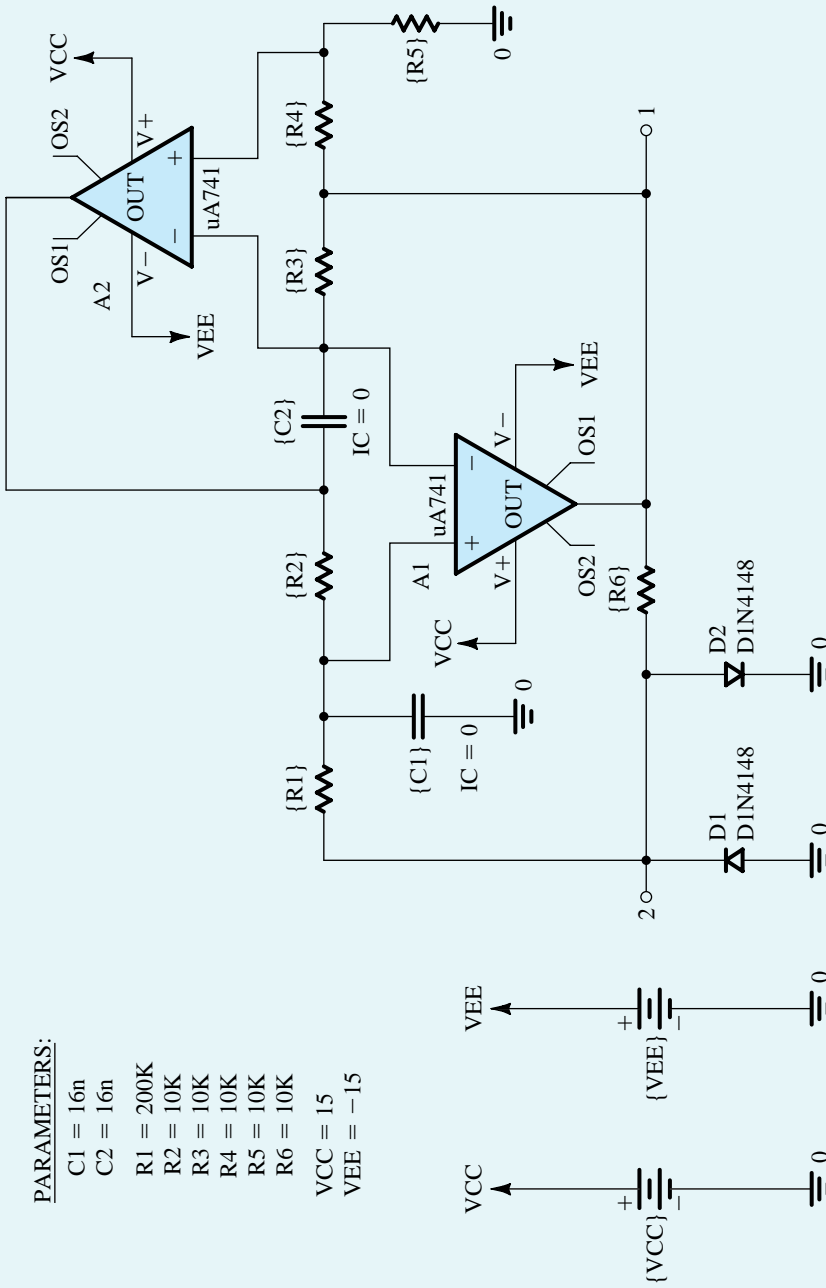 PARAMETERS:
C1 = 16n
C2 = 16n
R1 = 200K
R2 = 10K
R3 = 10K
R4 = 10K
R5 = 10K
R6 = 10K
VCC = 15
VEE = −15
VCC
OS1
OS2
V−
OUT
V+
A2
−
+
uA741
VEE
{R1}
{R2}
{C2}
IC = 0
{R3}
{R4}
{R5}
0
{C1}
IC = 0
0
A1
+
−
uA741
VCC
V+
OUT
V−
VEE
OS2
OS1
{R6}
1
2
D1
D1N4148
0
D2
D1N4148
0
VCC
+
−
{VCC}
0
VEE
+
−
{VEE}
0